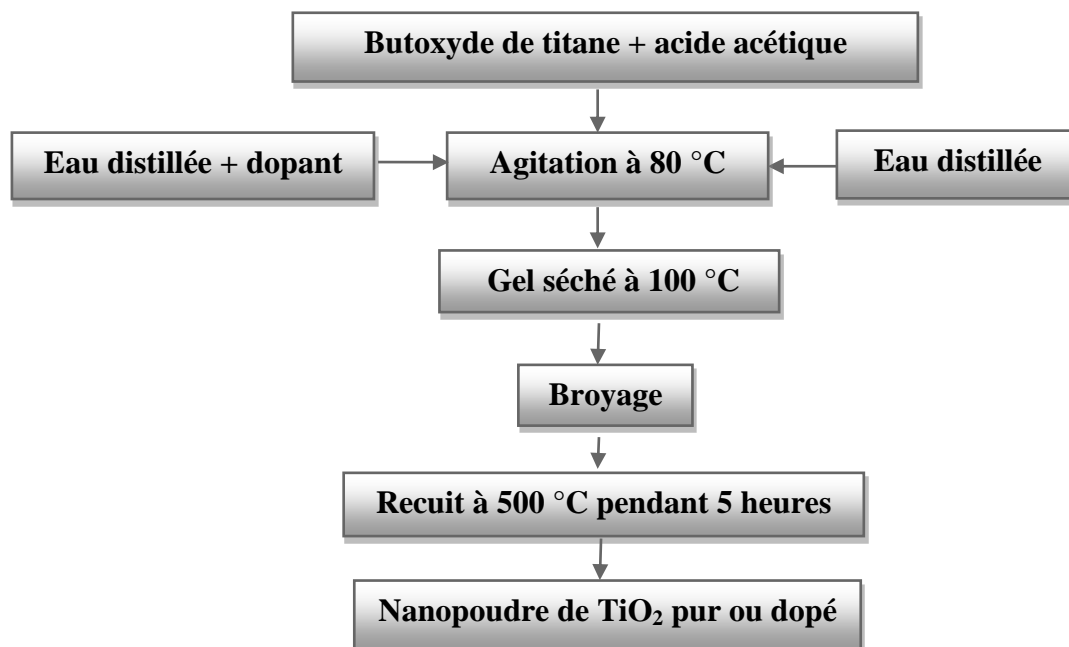 Butoxyde de titane + acide acétique
Eau distillée + dopant
Agitation à 80 °C
Eau distillée
Gel séché à 100 °C
Broyage
Recuit à 500 °C pendant 5 heures
Nanopoudre de TiO₂ pur ou dopé